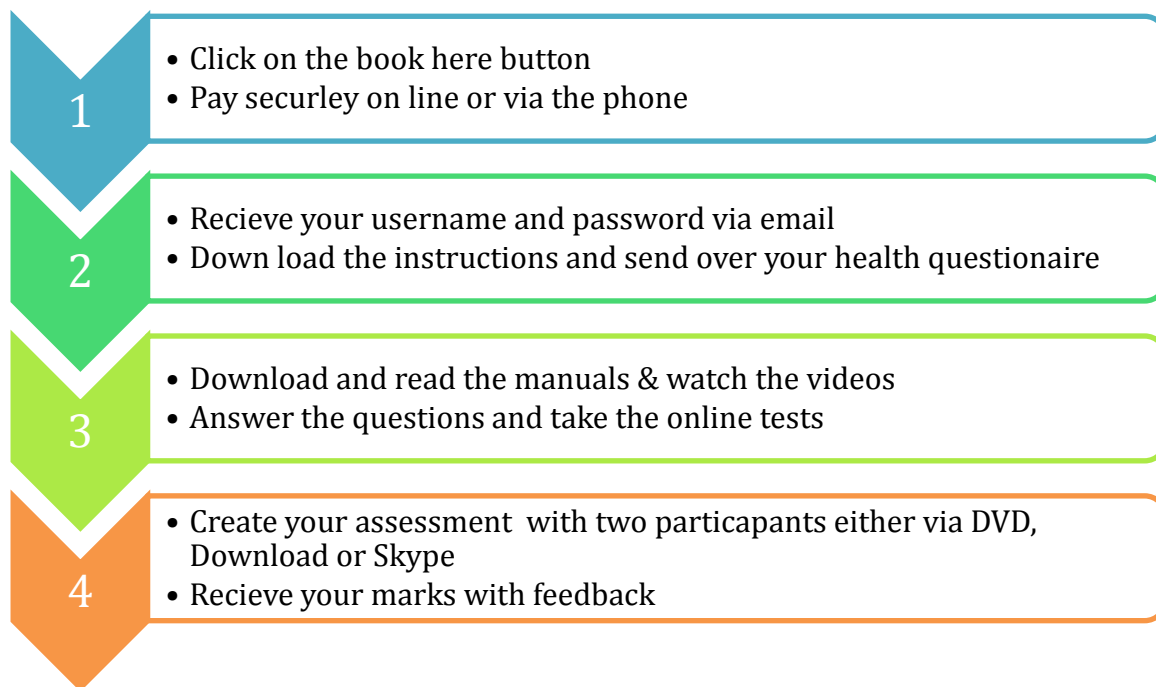 1
• Click on the book here button
• Pay securley on line or via the phone
2
• Recieve your username and password via email
• Down load the instructions and send over your health questionaire
3
• Download and read the manuals & watch the videos
• Answer the questions and take the online tests
4
• Create your assessment  with two particapants either via DVD,
Download or Skype
• Recieve your marks with feedback